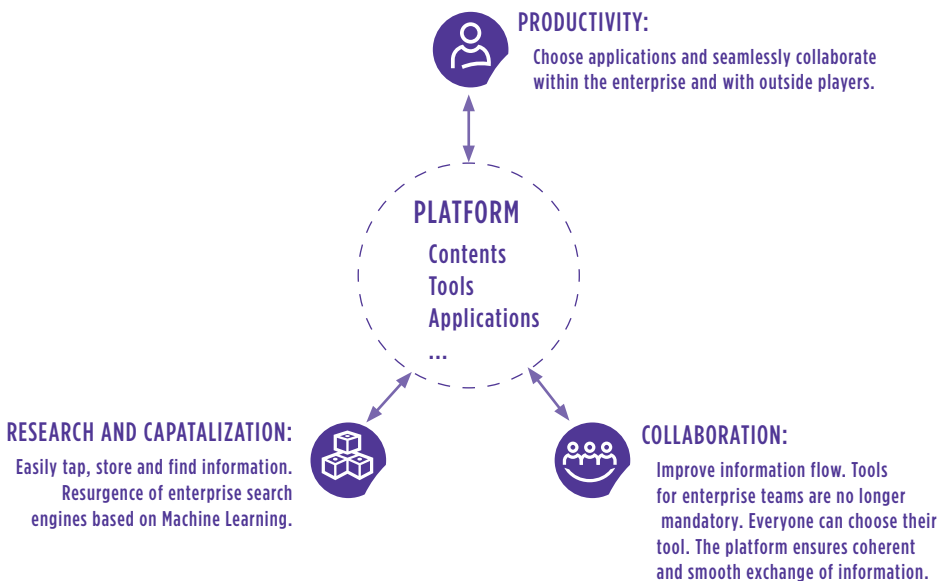 PRODUCTIVITY:
Choose applications and seamlessly collaborate
within the enterprise and with outside players.
PLATFORM
Contents
Tools
Applications
...
RESEARCH AND CAPATALIZATION:
Easily tap, store and find information.
Resurgence of enterprise search
engines based on Machine Learning.
COLLABORATION:
Improve information flow. Tools
for enterprise teams are no longer
mandatory. Everyone can choose their
tool. The platform ensures coherent
and smooth exchange of information.